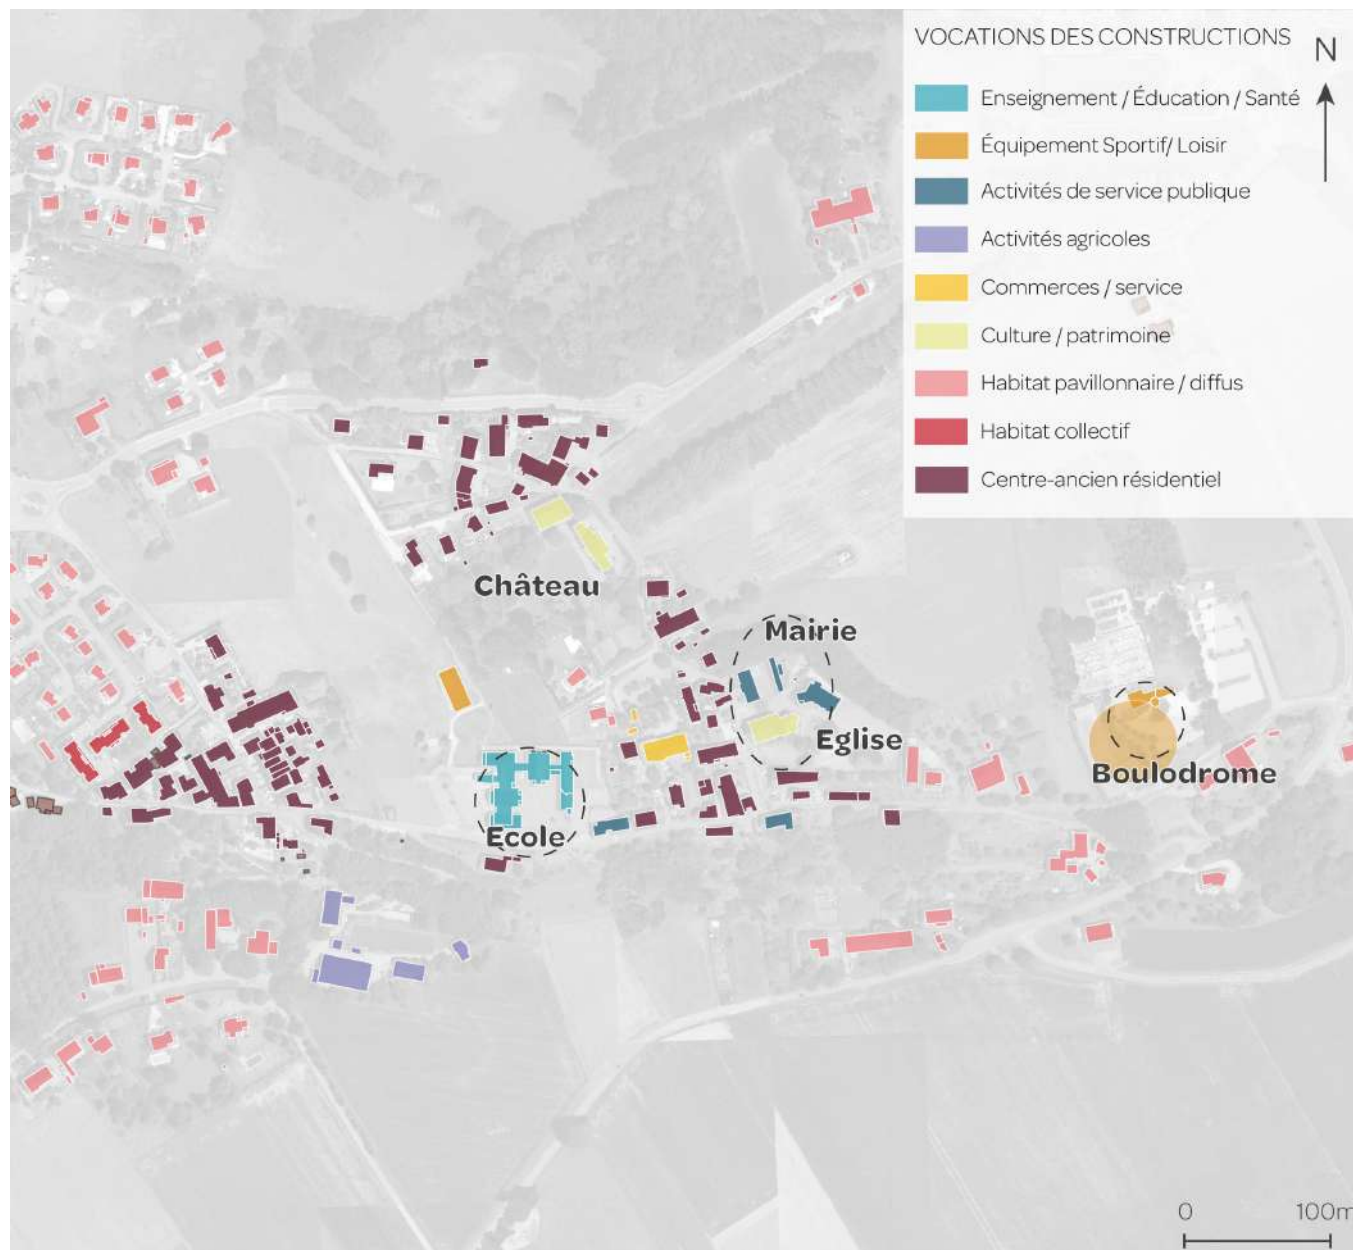 VOCATIONS DES CONSTRUCTIONS
N
Enseignement / Éducation / Santé
Équipement Sportif/ Loisir
Activités de service publique
Activités agricoles
Commerces / service
Culture / patrimoine
Habitat pavillonnaire / diffus
Habitat collectif
Centre-ancien résidentiel
Château
Mairie
Eglise
Boulodrome
Ecole
0 100m